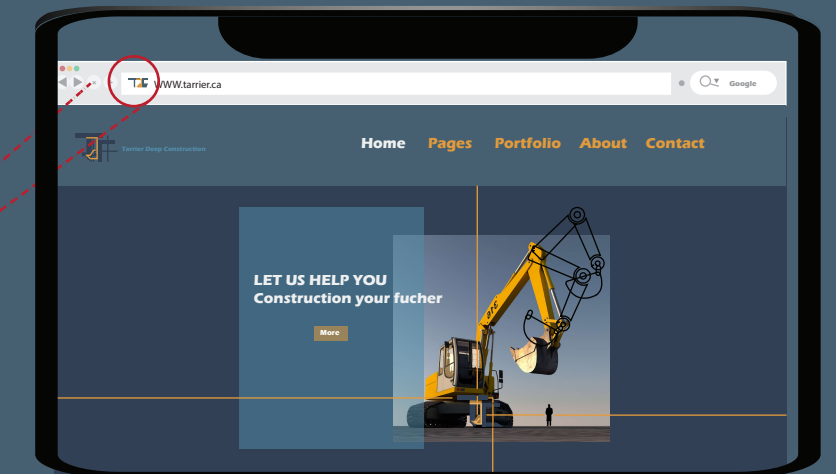 WWW.tarrier.ca
Google
Tarrier Deep Construction
Home Pages Portfolio About Contact
LET US HELP YOU
Construction your fucher
More